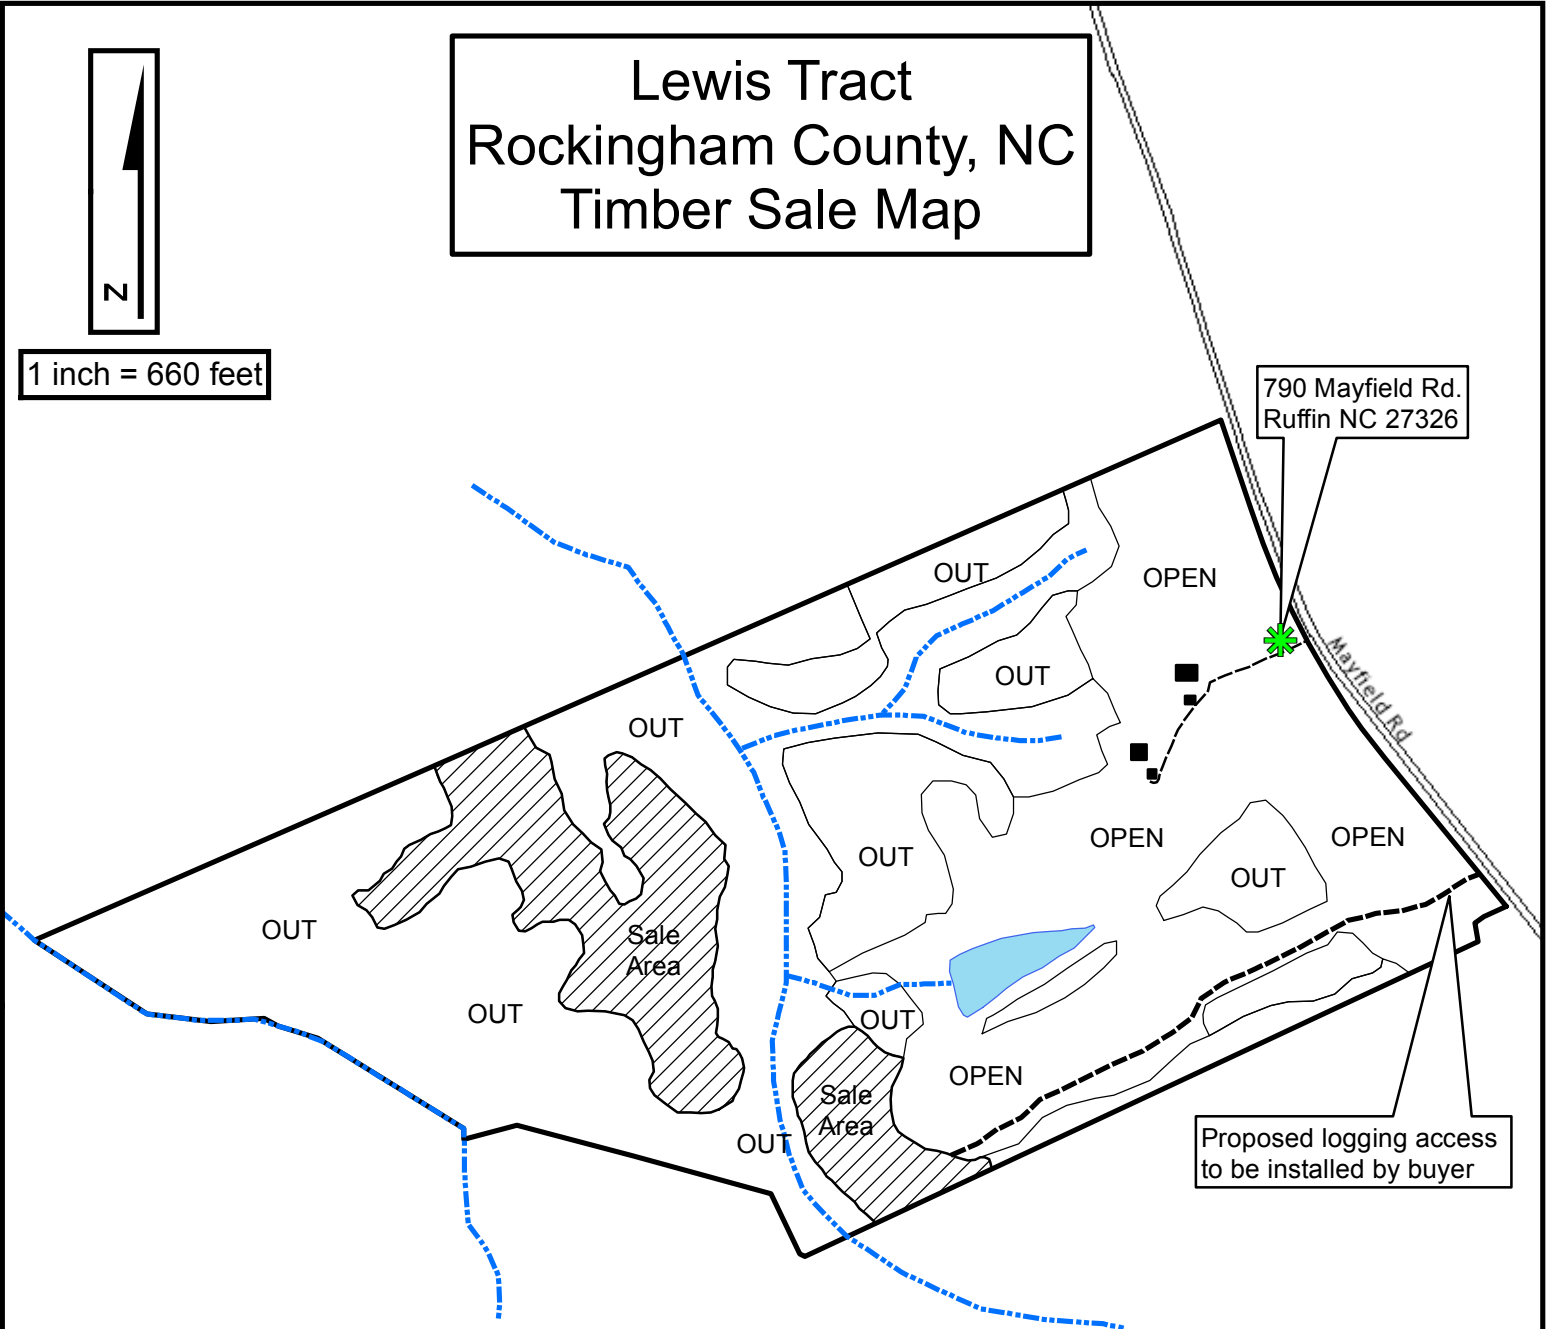 Lewis Tract
Rockingham County, NC
Timber Sale Map
N
1 inch = 660 feet
790 Mayfield Rd.
Ruffin NC 27326
OUT
OPEN
Mayfield Rd
OUT
OUT
OPEN
OPEN
OUT
OUT
OUT
Sale
Area
OUT
OUT
OPEN
Sale
Area
OUT
Proposed logging access
to be installed by buyer